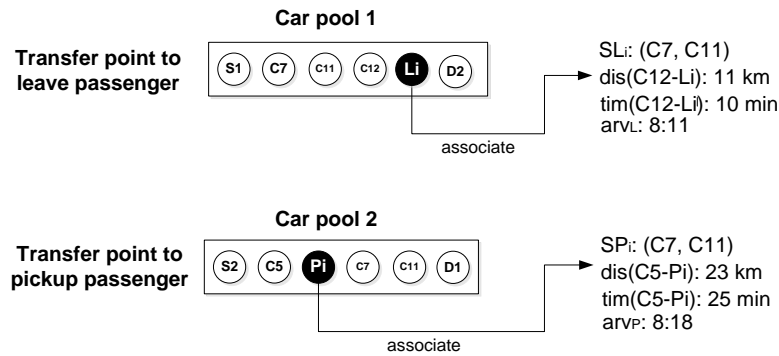 Car pool 1
Transfer point to
leave passenger
S1 C7 C11 C12 Li D2
associate
SLi: (C7, C11)
dis(C12-Li): 11 km
tim(C12-Li): 10 min
arvL: 8:11
Car pool 2
Transfer point to
pickup passenger
S2 C5 Pi C7 C11 D1
associate
SPi: (C7, C11)
dis(C5-Pi): 23 km
tim(C5-Pi): 25 min
arvP: 8:18